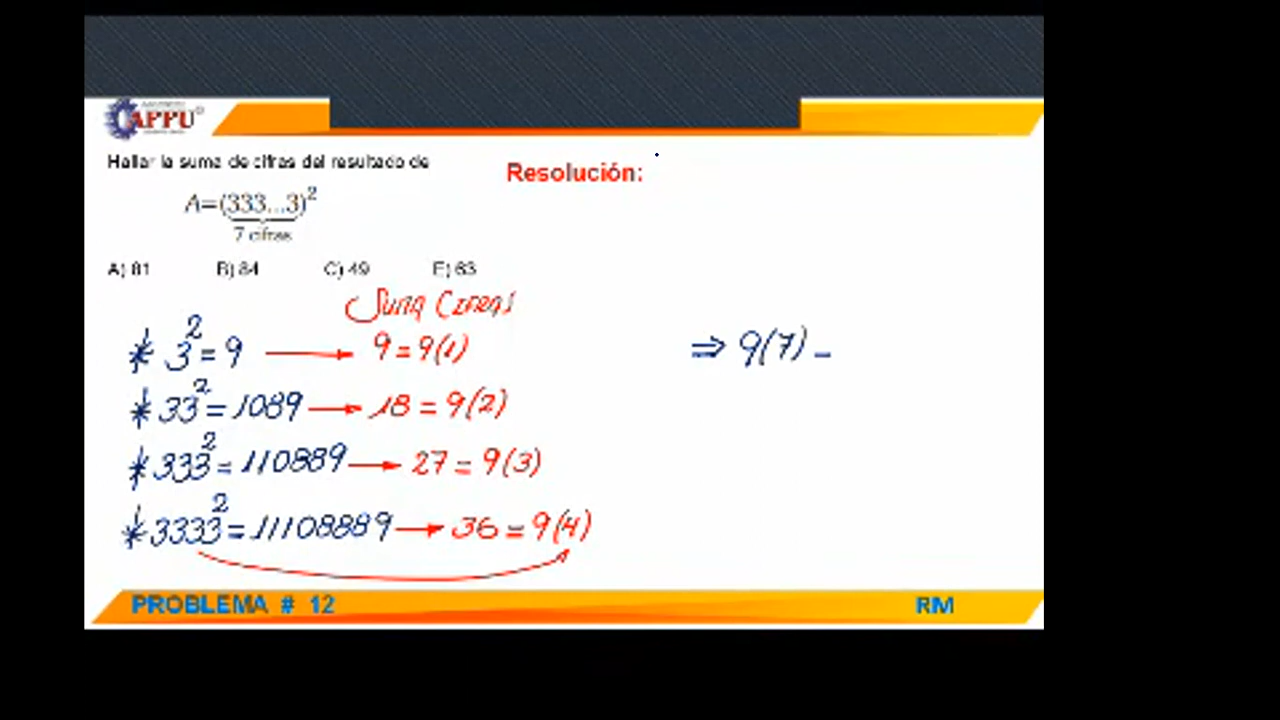 CAPPU
Hallar la suma de cifras del resultado de
A=(333...3)²
7 cifras
A) 81 B) 84 C) 49 E) 63
Resolución:
Suma Cifras
* 3² = 9 → 9 = 9(1)
* 33² = 1089 → 18 = 9(2)
* 333² = 110889 → 27 = 9(3)
* 3333² = 11108889 → 36 = 9(4)
⇒ 9(7) =
PROBLEMA # 12
RM